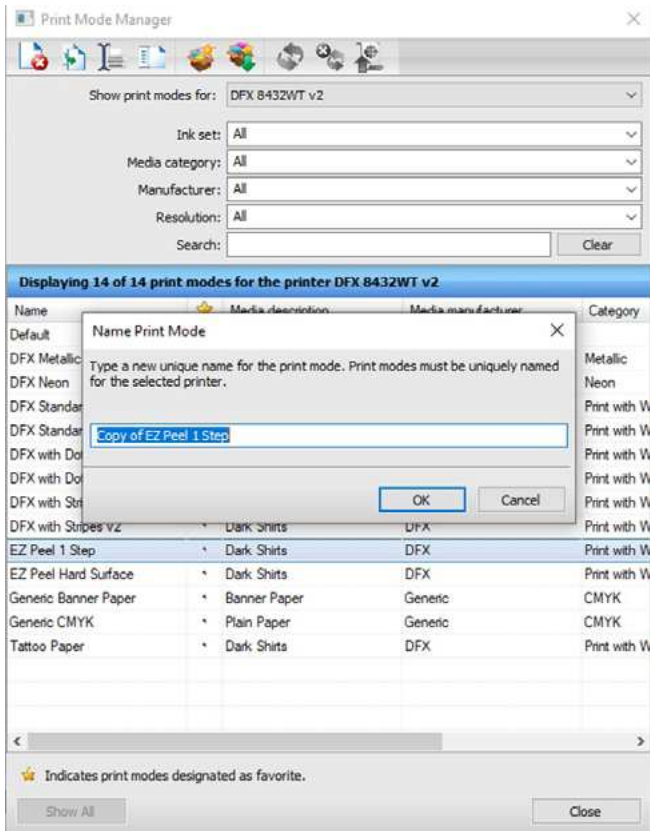 Print Mode Manager
Show print modes for: DFX 8432WT v2
Ink set: All
Media category: All
Manufacturer: All
Resolution: All
Search: Clear
Displaying 14 of 14 print modes for the printer DFX 8432WT v2
Name Media description Media manufacturer Category
Default
DFX Metallic Metallic
DFX Neon Neon
DFX Standar Print with W
DFX Standar Print with W
DFX with Do Print with W
DFX with Do Print with W
DFX with Stri Print with W
DFX with Stripes v2 Dark Shirts DFX Print with W
EZ Peel 1 Step Dark Shirts DFX Print with W
EZ Peel Hard Surface Dark Shirts DFX Print with W
Generic Banner Paper Banner Paper Generic CMYK
Generic CMYK Plain Paper Generic CMYK
Tattoo Paper Dark Shirts DFX Print with W
Name Print Mode
Type a new unique name for the print mode. Print modes must be uniquely named
for the selected printer.
Copy of EZ Peel 1 Step
OK Cancel
Indicates print modes designated as favorite.
Show All Close